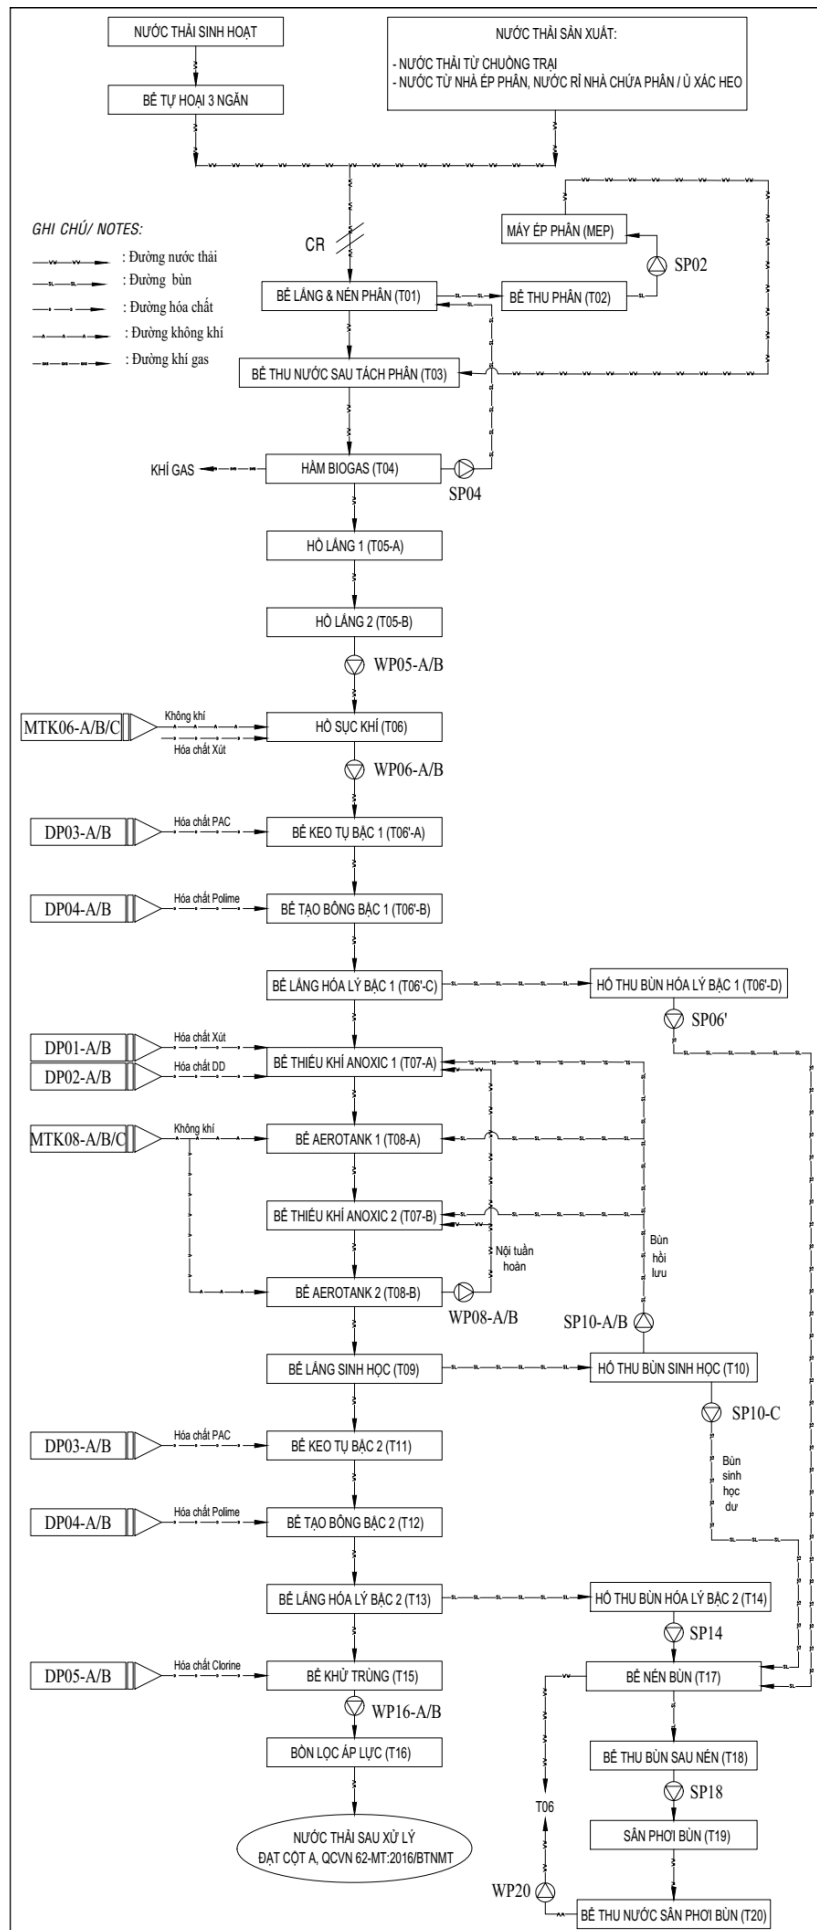 NƯỚC THẢI SINH HOẠT
NƯỚC THẢI SẢN XUẤT:
- NƯỚC THẢI TỪ CHUỒNG TRẠI
- NƯỚC TỪ NHÀ ÉP PHÂN, NƯỚC RỈ NHÀ CHỨA PHÂN / Ủ XÁC HEO
BỂ TỰ HOẠI 3 NGĂN
GHI CHÚ/ NOTES:
: Đường nước thải
: Đường bùn
: Đường hóa chất
: Đường không khí
: Đường khí gas
CR
MÁY ÉP PHÂN (MEP)
SP02
BỂ LẮNG & NÉN PHÂN (T01)
BỂ THU PHÂN (T02)
BỂ THU NƯỚC SAU TÁCH PHÂN (T03)
KHÍ GAS
HẦM BIOGAS (T04)
SP04
HỒ LẮNG 1 (T05-A)
HỒ LẮNG 2 (T05-B)
WP05-A/B
MTK06-A/B/C
Không khí
Hóa chất Xút
HỒ SỤC KHÍ (T06)
WP06-A/B
DP03-A/B
Hóa chất PAC
BỂ KEO TỤ BẬC 1 (T06'-A)
DP04-A/B
Hóa chất Polime
BỂ TẠO BÔNG BẬC 1 (T06'-B)
BỂ LẮNG HÓA LÝ BẬC 1 (T06'-C)
HỐ THU BÙN HÓA LÝ BẬC 1 (T06'-D)
SP06'
DP01-A/B
Hóa chất Xút
DP02-A/B
Hóa chất DD
BỂ THIẾU KHÍ ANOXIC 1 (T07-A)
MTK08-A/B/C
Không khí
BỂ AEROTANK 1 (T08-A)
BỂ THIẾU KHÍ ANOXIC 2 (T07-B)
Nội tuần
hoàn
Bùn
hồi
lưu
BỂ AEROTANK 2 (T08-B)
WP08-A/B
SP10-A/B
BỂ LẮNG SINH HỌC (T09)
HỐ THU BÙN SINH HỌC (T10)
SP10-C
DP03-A/B
Hóa chất PAC
BỂ KEO TỤ BẬC 2 (T11)
Bùn
sinh
học
dư
DP04-A/B
Hóa chất Polime
BỂ TẠO BÔNG BẬC 2 (T12)
BỂ LẮNG HÓA LÝ BẬC 2 (T13)
HỐ THU BÙN HÓA LÝ BẬC 2 (T14)
SP14
DP05-A/B
Hóa chất Clorine
BỂ KHỬ TRÙNG (T15)
BỂ NÉN BÙN (T17)
WP16-A/B
BỒN LỌC ÁP LỰC (T16)
BỂ THU BÙN SAU NÉN (T18)
SP18
T06
SÂN PHƠI BÙN (T19)
NƯỚC THẢI SAU XỬ LÝ
ĐẠT CỘT A, QCVN 62-MT:2016/BTNMT
WP20
BỂ THU NƯỚC SÂN PHƠI BÙN (T20)